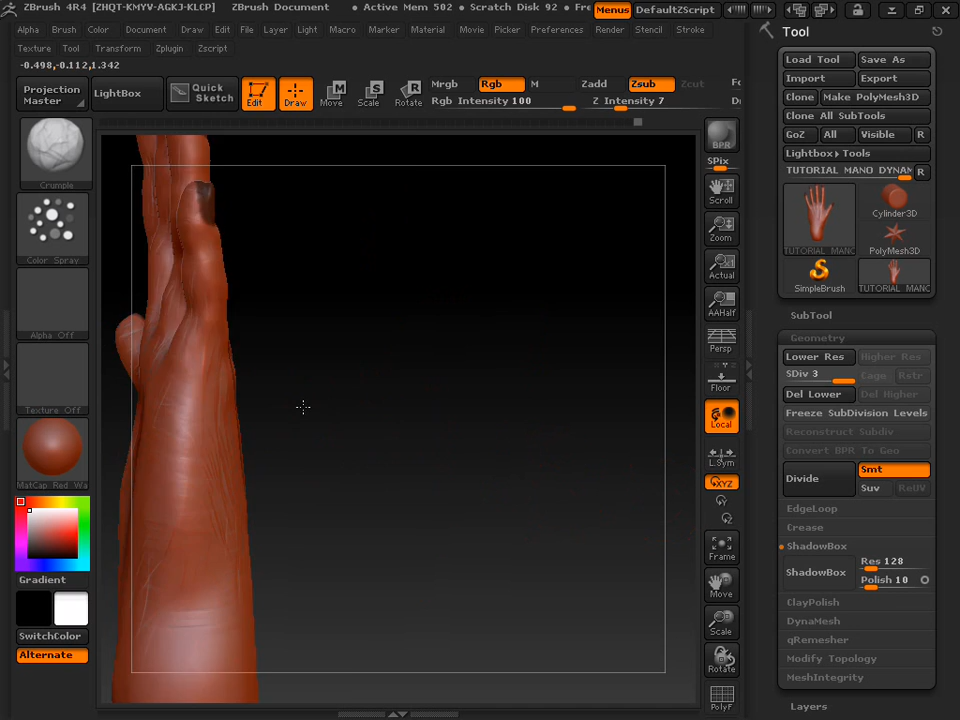 ZBrush 4R4 [ZHQT-KMYV-AGKJ-KLCP] ZBrush Document • Active Mem 502 • Scratch Disk 92 • Fre Menus DefaultZScript
Alpha Brush Color Document Draw Edit File Layer Light Macro Marker Material Movie Picker Preferences Render Stencil Stroke
Texture Tool Transform Zplugin Zscript
-0.498,-0.112,1.342
Projection Master
LightBox
Quick Sketch
Edit
Draw
Move
Scale
Rotate
Mrgb Rgb M Zadd Zsub Zcut Fo
Rgb Intensity 100 Z Intensity 7 Du
Crumple
Color Spray
Alpha Off
Texture Off
MatCap Red Wa
Gradient
SwitchColor
Alternate
BPR
SPix
Scroll
Zoom
Actual
AAHalf
Persp
Floor
Local
L.Sym
XYZ
Y
Z
Frame
Move
Scale
Rotate
PolyF
Tool
Load Tool Save As
Import Export
Clone Make PolyMesh3D
Clone All SubTools
GoZ All Visible R
Lightbox▸Tools
TUTORIAL MANO DYNAM R
TUTORIAL MANO
Cylinder3D
PolyMesh3D
SimpleBrush
TUTORIAL MANO
SubTool
Geometry
Lower Res Higher Res
SDiv 3 Cage Rstr
Del Lower Del Higher
Freeze SubDivision Levels
Reconstruct Subdiv
Convert BPR To Geo
Divide Smt
Suv ReUV
EdgeLoop
Crease
ShadowBox
ShadowBox Res 128
Polish 10
ClayPolish
DynaMesh
qRemesher
Modify Topology
MeshIntegrity
Layers